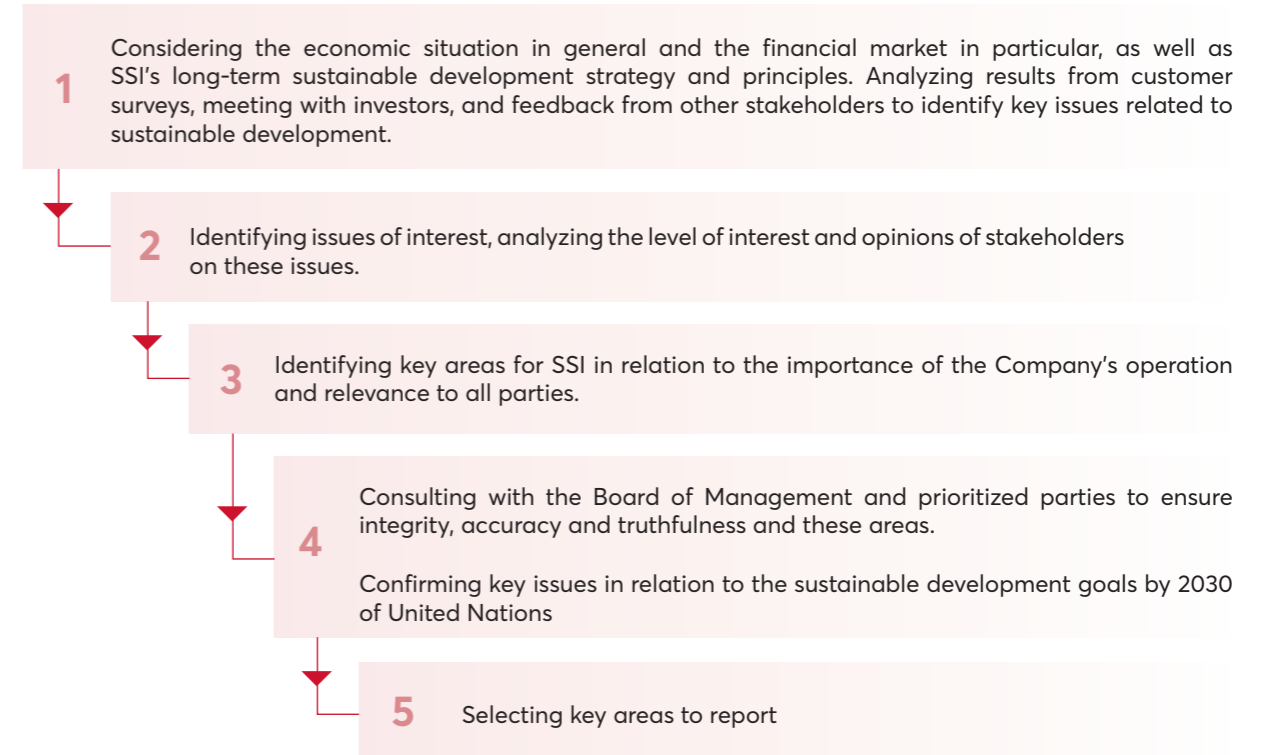 1
Considering the economic situation in general and the financial market in particular, as well as
SSI's long-term sustainable development strategy and principles. Analyzing results from customer
surveys, meeting with investors, and feedback from other stakeholders to identify key issues related to
sustainable development.
2
Identifying issues of interest, analyzing the level of interest and opinions of stakeholders
on these issues.
3
Identifying key areas for SSI in relation to the importance of the Company's operation
and relevance to all parties.
4
Consulting with the Board of Management and prioritized parties to ensure
integrity, accuracy and truthfulness and these areas.
Confirming key issues in relation to the sustainable development goals by 2030
of United Nations
5
Selecting key areas to report